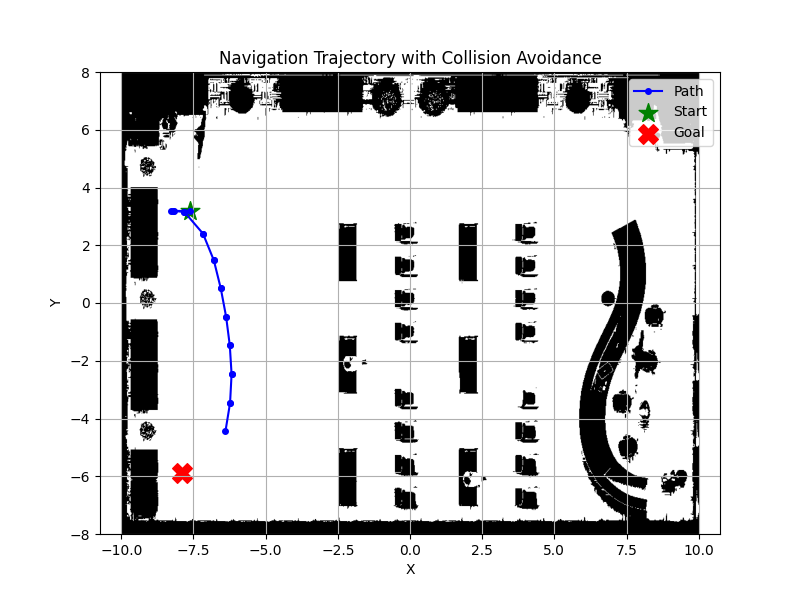 Navigation Trajectory with Collision Avoidance
Path
Start
Goal
8
6
4
2
0
−2
−4
−6
−8
Y
−10.0 −7.5 −5.0 −2.5 0.0 2.5 5.0 7.5 10.0
X